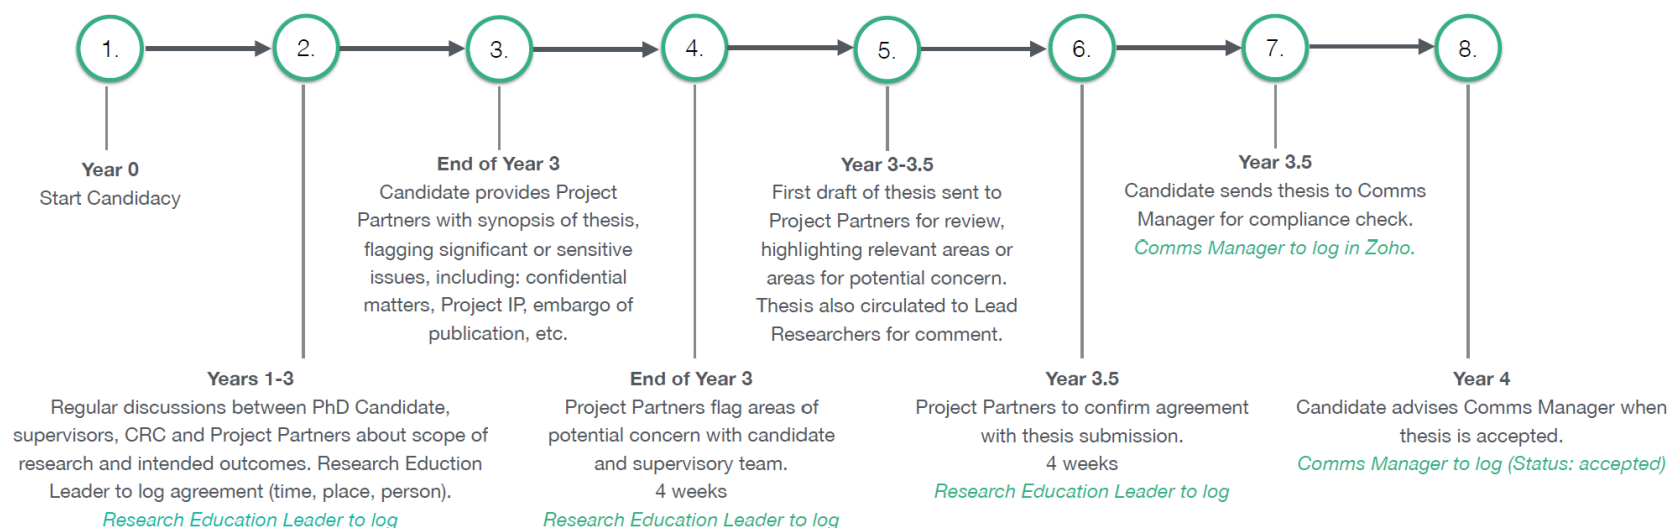 1.
2.
3.
4.
5.
6.
7.
8.
Year 0
Start Candidacy
Years 1-3
Regular discussions between PhD Candidate,
supervisors, CRC and Project Partners about scope of
research and intended outcomes. Research Eduction
Leader to log agreement (time, place, person).
Research Education Leader to log
End of Year 3
Candidate provides Project
Partners with synopsis of thesis,
flagging significant or sensitive
issues, including: confidential
matters, Project IP, embargo of
publication, etc.
End of Year 3
Project Partners flag areas of
potential concern with candidate
and supervisory team.
4 weeks
Research Education Leader to log
Year 3-3.5
First draft of thesis sent to
Project Partners for review,
highlighting relevant areas or
areas for potential concern.
Thesis also circulated to Lead
Researchers for comment.
Year 3.5
Project Partners to confirm agreement
with thesis submission.
4 weeks
Research Education Leader to log
Year 3.5
Candidate sends thesis to Comms
Manager for compliance check.
Comms Manager to log in Zoho.
Year 4
Candidate advises Comms Manager when
thesis is accepted.
Comms Manager to log (Status: accepted)